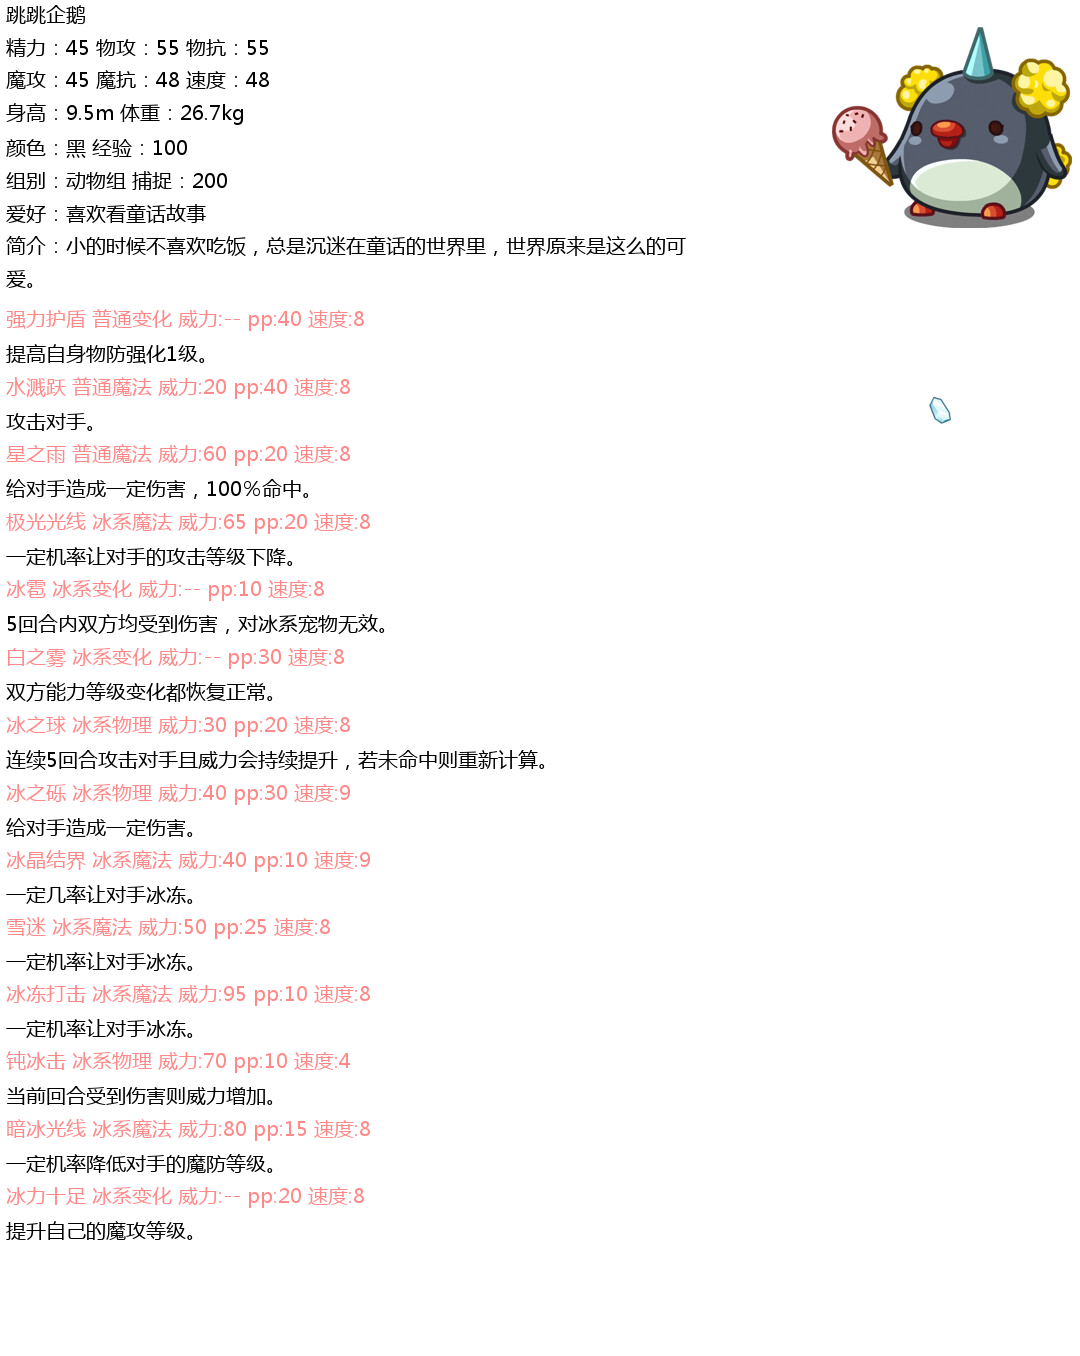 跳跳企鹅
精力：45 物攻：55 物抗：55
魔攻：45 魔抗：48 速度：48
身高：9.5m 体重：26.7kg
颜色：黑 经验：100
组别：动物组 捕捉：200
爱好：喜欢看童话故事
简介：小的时候不喜欢吃饭，总是沉迷在童话的世界里，世界原来是这么的可
爱。
强力护盾 普通变化 威力:-- pp:40 速度:8
提高自身物防强化1级。
水溅跃 普通魔法 威力:20 pp:40 速度:8
攻击对手。
星之雨 普通魔法 威力:60 pp:20 速度:8
给对手造成一定伤害，100%命中。
极光光线 冰系魔法 威力:65 pp:20 速度:8
一定机率让对手的攻击等级下降。
冰雹 冰系变化 威力:-- pp:10 速度:8
5回合内双方均受到伤害，对冰系宠物无效。
白之雾 冰系变化 威力:-- pp:30 速度:8
双方能力等级变化都恢复正常。
冰之球 冰系物理 威力:30 pp:20 速度:8
连续5回合攻击对手且威力会持续提升，若未命中则重新计算。
冰之砾 冰系物理 威力:40 pp:30 速度:9
给对手造成一定伤害。
冰晶结界 冰系魔法 威力:40 pp:10 速度:9
一定几率让对手冰冻。
雪迷 冰系魔法 威力:50 pp:25 速度:8
一定机率让对手冰冻。
冰冻打击 冰系魔法 威力:95 pp:10 速度:8
一定机率让对手冰冻。
钝冰击 冰系物理 威力:70 pp:10 速度:4
当前回合受到伤害则威力增加。
暗冰光线 冰系魔法 威力:80 pp:15 速度:8
一定机率降低对手的魔防等级。
冰力十足 冰系变化 威力:-- pp:20 速度:8
提升自己的魔攻等级。